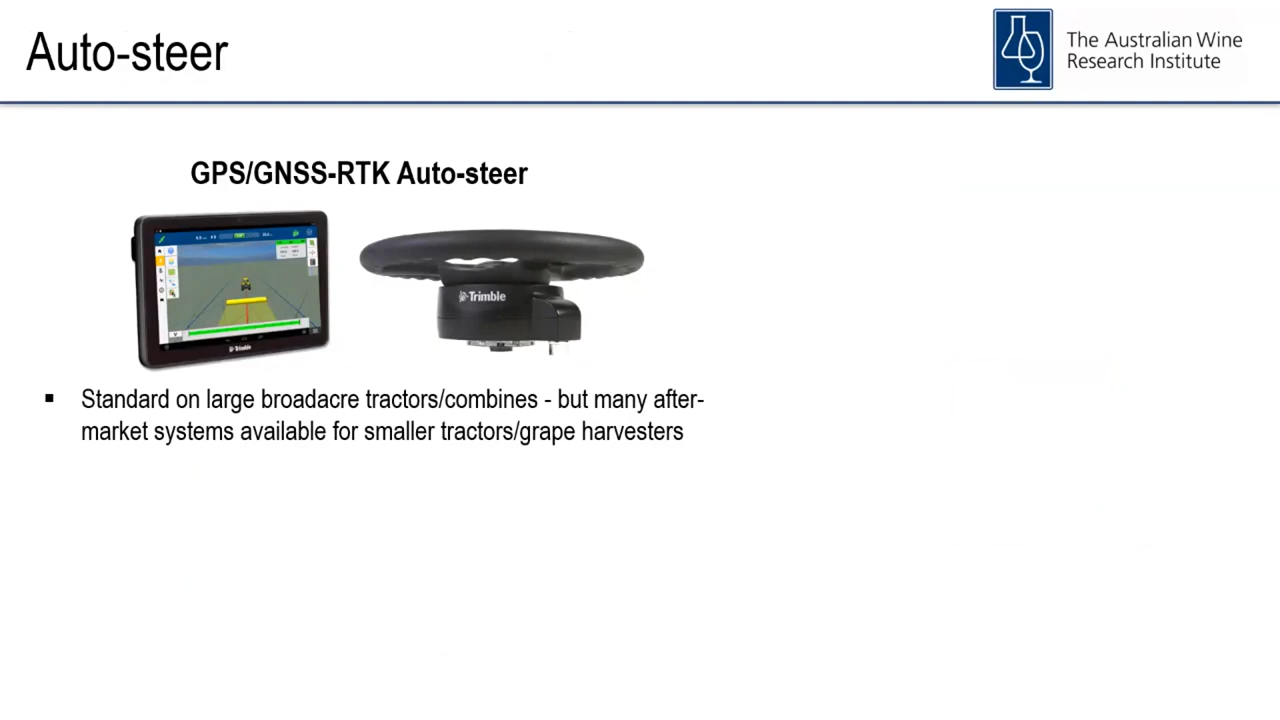 Auto-steer
The Australian Wine
Research Institute
GPS/GNSS-RTK Auto-steer
Trimble
Trimble
▪ Standard on large broadacre tractors/combines - but many after-
market systems available for smaller tractors/grape harvesters